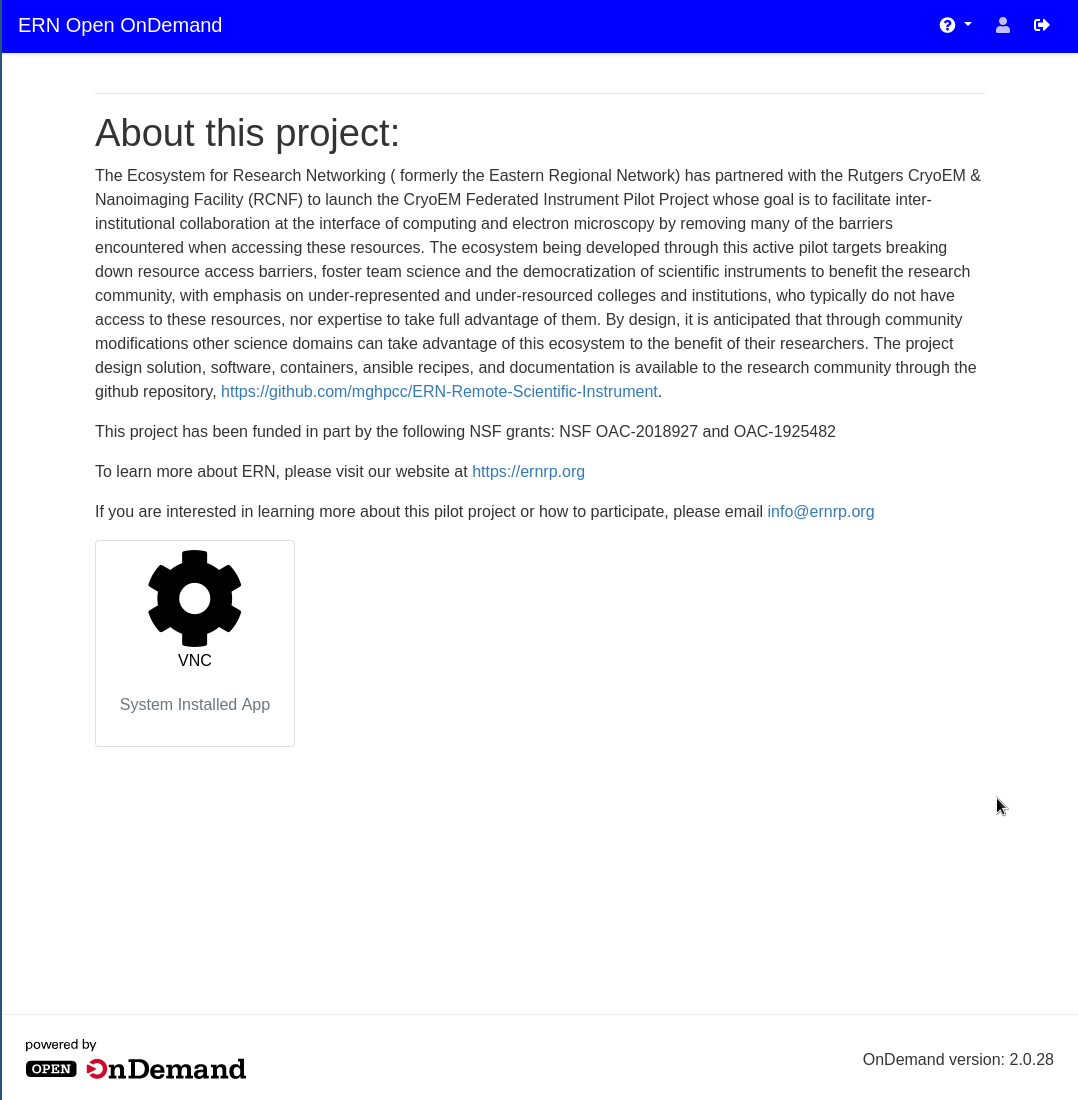 ERN Open OnDemand
About this project:
The Ecosystem for Research Networking ( formerly the Eastern Regional Network) has partnered with the Rutgers CryoEM &
Nanoimaging Facility (RCNF) to launch the CryoEM Federated Instrument Pilot Project whose goal is to facilitate inter-
institutional collaboration at the interface of computing and electron microscopy by removing many of the barriers
encountered when accessing these resources. The ecosystem being developed through this active pilot targets breaking
down resource access barriers, foster team science and the democratization of scientific instruments to benefit the research
community, with emphasis on under-represented and under-resourced colleges and institutions, who typically do not have
access to these resources, nor expertise to take full advantage of them. By design, it is anticipated that through community
modifications other science domains can take advantage of this ecosystem to the benefit of their researchers. The project
design solution, software, containers, ansible recipes, and documentation is available to the research community through the
github repository, https://github.com/mghpcc/ERN-Remote-Scientific-Instrument.
This project has been funded in part by the following NSF grants: NSF OAC-2018927 and OAC-1925482
To learn more about ERN, please visit our website at https://ernrp.org
If you are interested in learning more about this pilot project or how to participate, please email info@ernrp.org
VNC
System Installed App
powered by
OPEN OnDemand
OnDemand version: 2.0.28